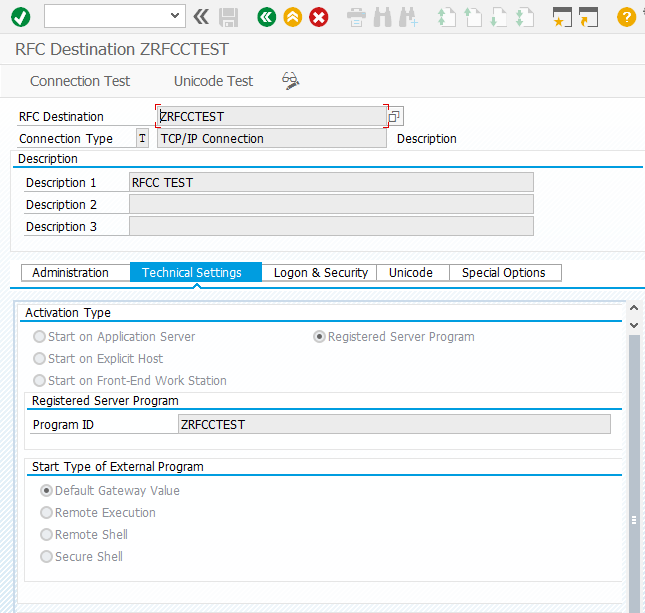 RFC Destination ZRFCCTEST
Connection Test Unicode Test
RFC Destination ZRFCCTEST
Connection Type T TCP/IP Connection Description
Description
Description 1 RFCC TEST
Description 2
Description 3
Administration Technical Settings Logon & Security Unicode Special Options
Activation Type
Start on Application Server Registered Server Program
Start on Explicit Host
Start on Front-End Work Station
Registered Server Program
Program ID ZRFCCTEST
Start Type of External Program
Default Gateway Value
Remote Execution
Remote Shell
Secure Shell